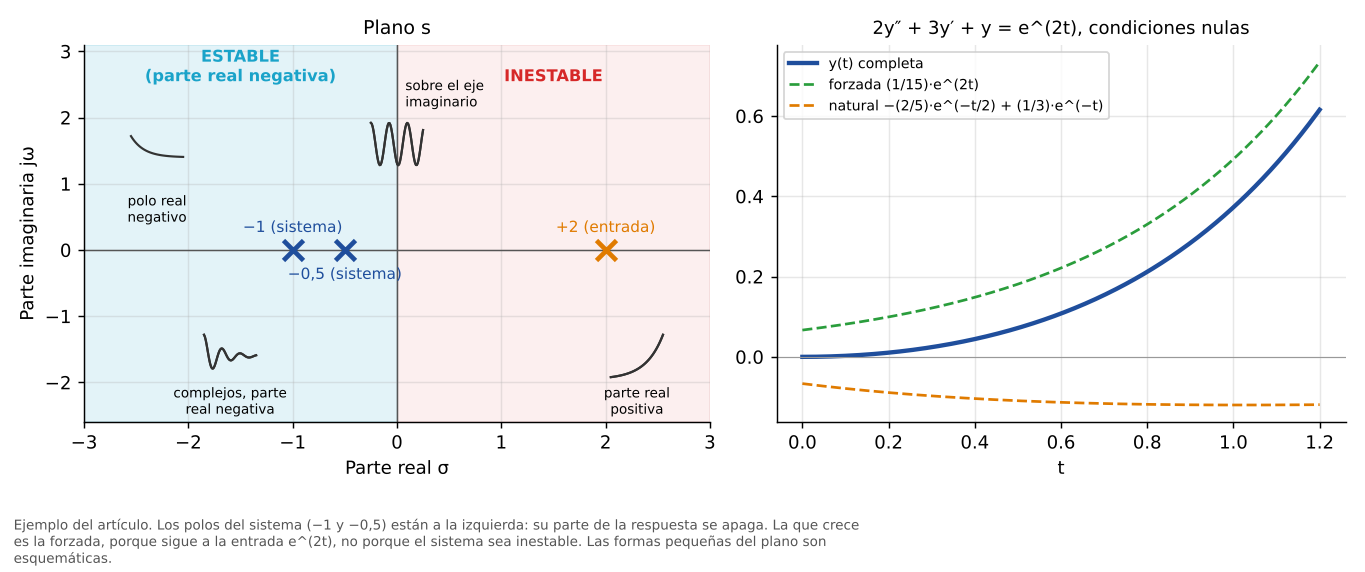 Plano s
ESTABLE
(parte real negativa)
INESTABLE
sobre el eje
imaginario
polo real
negativo
−1 (sistema)
−0,5 (sistema)
+2 (entrada)
complejos, parte
real negativa
parte real
positiva
3
2
1
0
−1
−2
−3
−2
−1
0
1
2
3
Parte imaginaria jω
Parte real σ
2y″ + 3y′ + y = e^(2t), condiciones nulas
y(t) completa
forzada (1/15)·e^(2t)
natural −(2/5)·e^(−t/2) + (1/3)·e^(−t)
0.6
0.4
0.2
0.0
0.0
0.2
0.4
0.6
0.8
1.0
1.2
t
Ejemplo del artículo. Los polos del sistema (−1 y −0,5) están a la izquierda: su parte de la respuesta se apaga. La que crece
es la forzada, porque sigue a la entrada e^(2t), no porque el sistema sea inestable. Las formas pequeñas del plano son
esquemáticas.